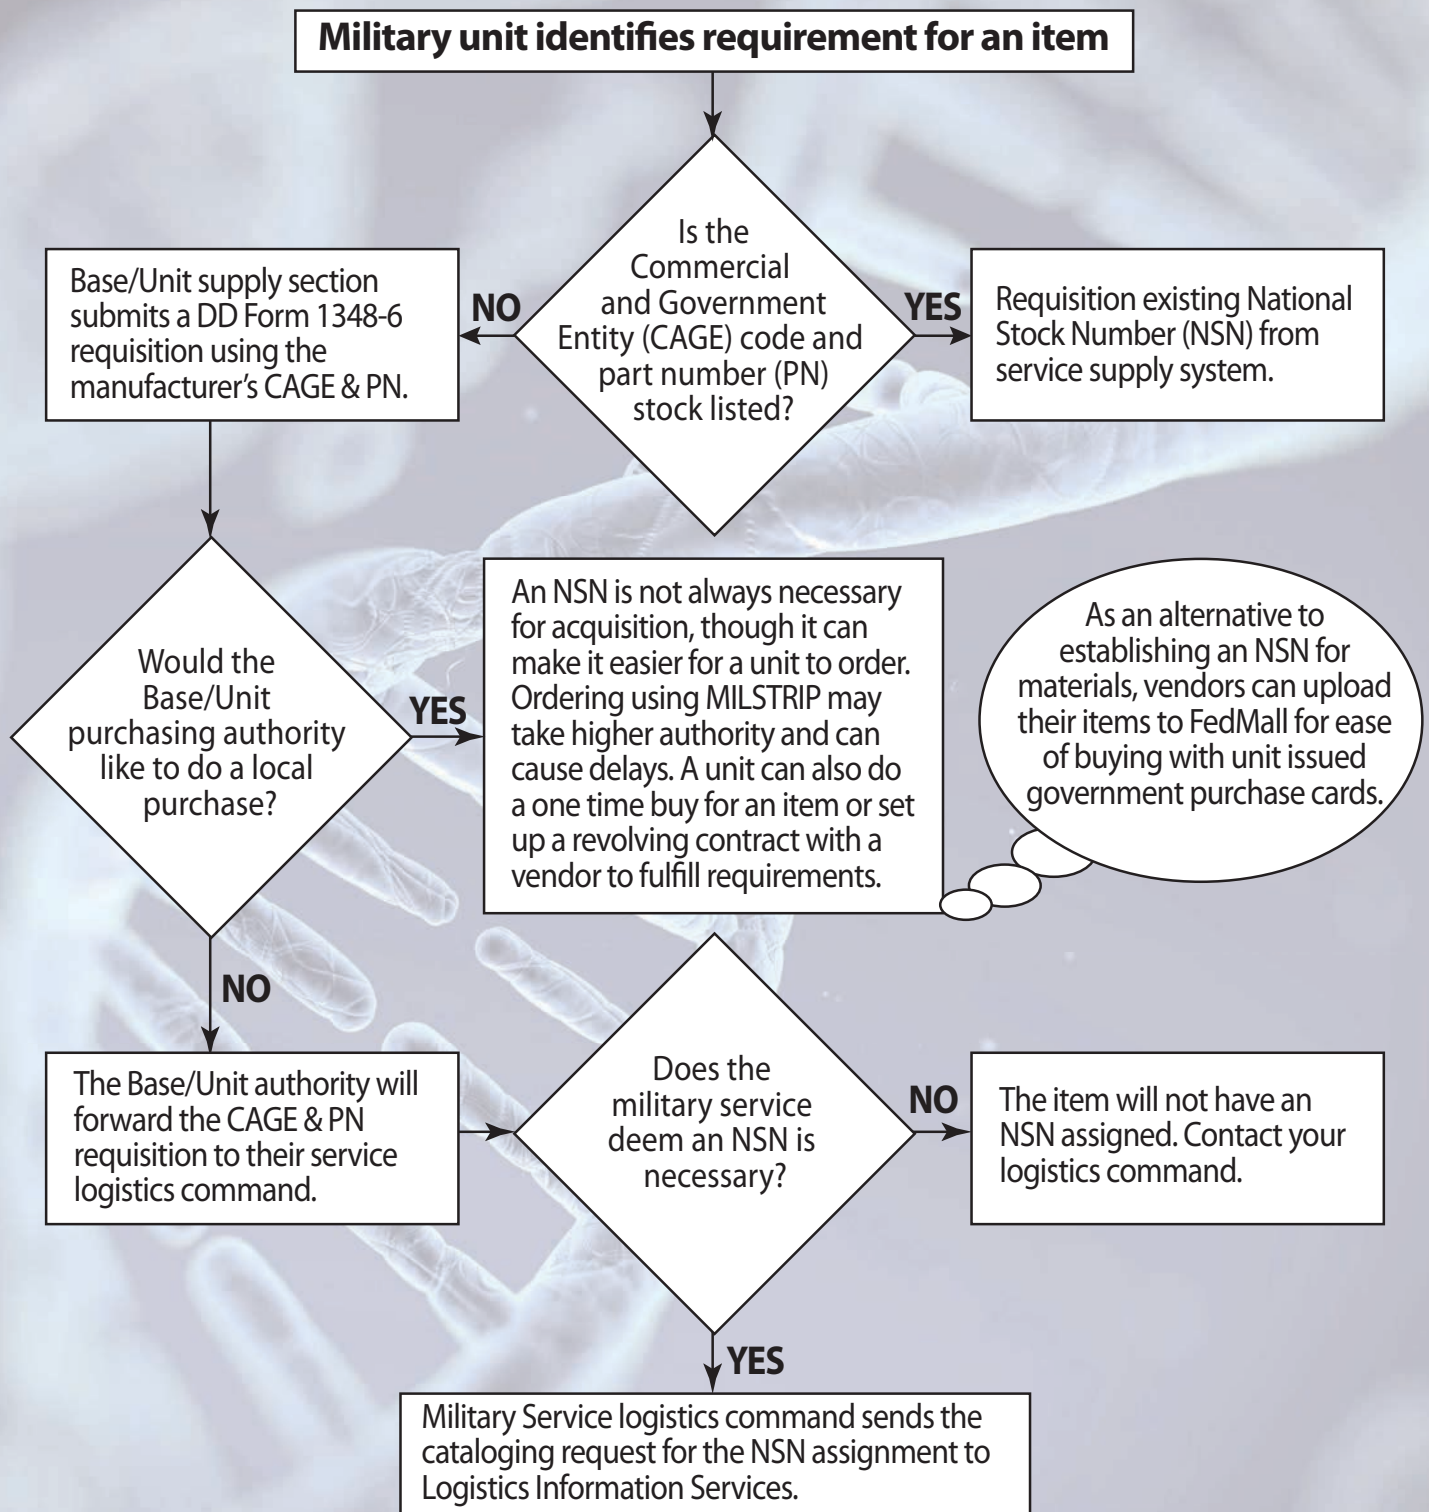 Military unit identifies requirement for an item
Is the
Commercial
and Government
Entity (CAGE) code and
part number (PN)
stock listed?
NO
Base/Unit supply section
submits a DD Form 1348-6
requisition using the
manufacturer’s CAGE & PN.
YES
Requisition existing National
Stock Number (NSN) from
service supply system.
Would the
Base/Unit
purchasing authority
like to do a local
purchase?
YES
An NSN is not always necessary
for acquisition, though it can
make it easier for a unit to order.
Ordering using MILSTRIP may
take higher authority and can
cause delays. A unit can also do
a one time buy for an item or set
up a revolving contract with a
vendor to fulfill requirements.
As an alternative to
establishing an NSN for
materials, vendors can upload
their items to FedMall for ease
of buying with unit issued
government purchase cards.
NO
The Base/Unit authority will
forward the CAGE & PN
requisition to their service
logistics command.
Does the
military service
deem an NSN is
necessary?
NO
The item will not have an
NSN assigned. Contact your
logistics command.
YES
Military Service logistics command sends the
cataloging request for the NSN assignment to
Logistics Information Services.